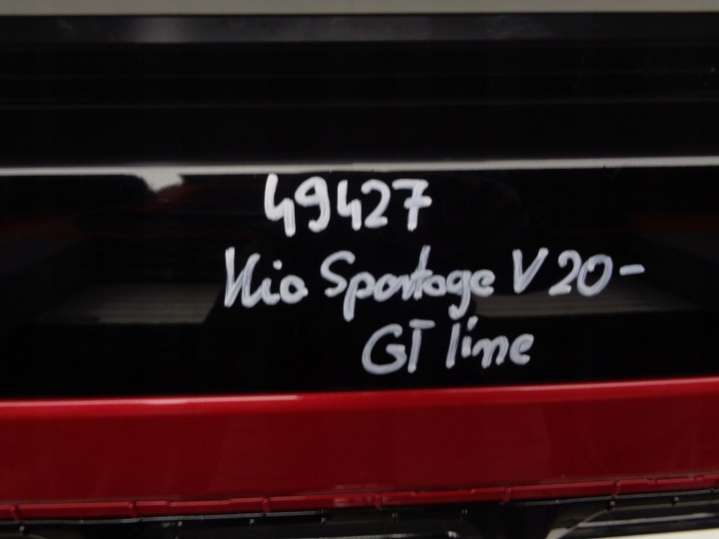 49427
Kia Sportage V 20-
GT line